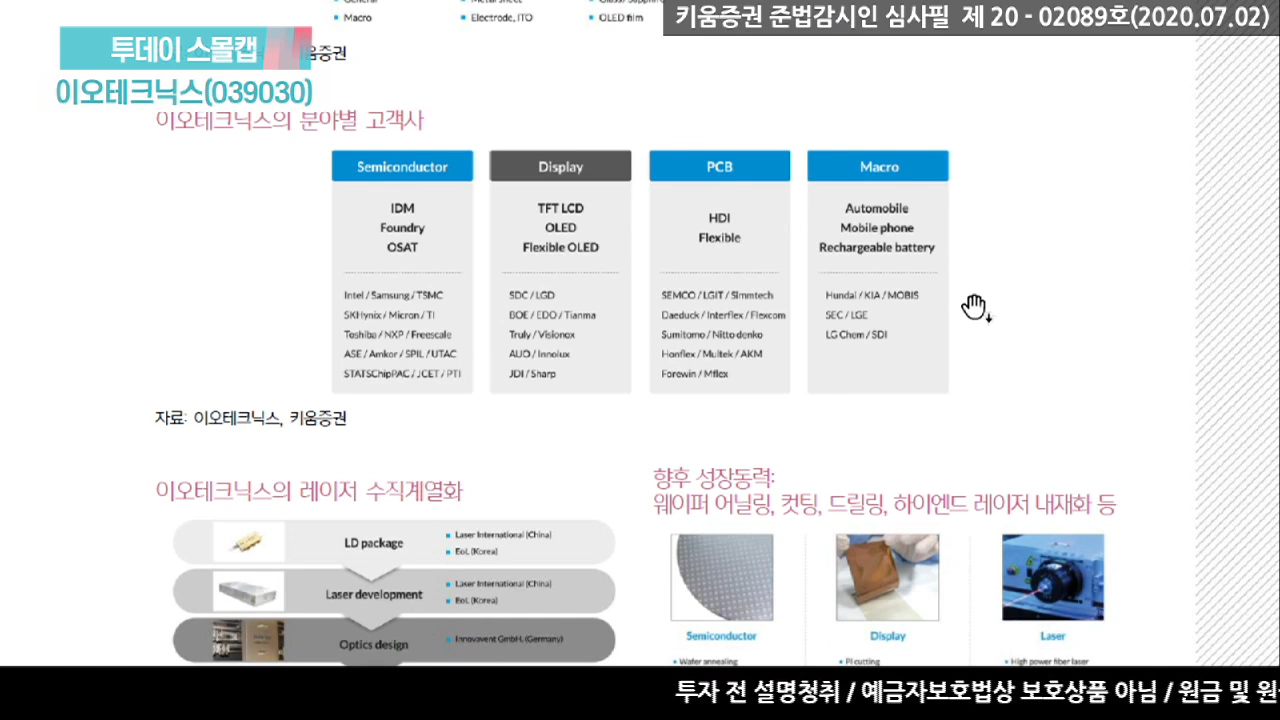 Macro
Electrode, ITO
OLED film
키움증권 준법감시인 심사필 제 20 - 02089호(2020.07.02)
투데이 스몰캡
움증권
이오테크닉스(039030)
이오테크닉스의 분야별 고객사
Semiconductor
IDM
Foundry
OSAT
Intel / Samsung / TSMC
SKHynix / Micron / TI
Toshiba / NXP / Freescale
ASE / Amkor / SPIL / UTAC
STATSChipPAC / JCET / PTI
Display
TFT LCD
OLED
Flexible OLED
SDC / LGD
BOE / EDO / Tianma
Truly / Visionox
AUO / Innolux
JDI / Sharp
PCB
HDI
Flexible
SEMCO / LGIT / Simmtech
Daeduck / Interflex / Flexcom
Sumitomo / Nitto denko
Honflex / Multek / AKM
Forewin / Mflex
Macro
Automobile
Mobile phone
Rechargeable battery
Hundai / KIA / MOBIS
SEC / LGE
LG Chem / SDI
자료: 이오테크닉스, 키움증권
이오테크닉스의 레이저 수직계열화
LD package
Laser International (China)
EoL (Korea)
Laser development
Laser International (China)
EoL (Korea)
Optics design
Innovavent GmbH. (Germany)
향후 성장동력:
웨이퍼 어닐링, 컷팅, 드릴링, 하이엔드 레이저 내재화 등
Semiconductor
Wafer annealing
Display
PI cutting
Laser
High power fiber laser
투자 전 설명청취 / 예금자보호법상 보호상품 아님 / 원금 및 원